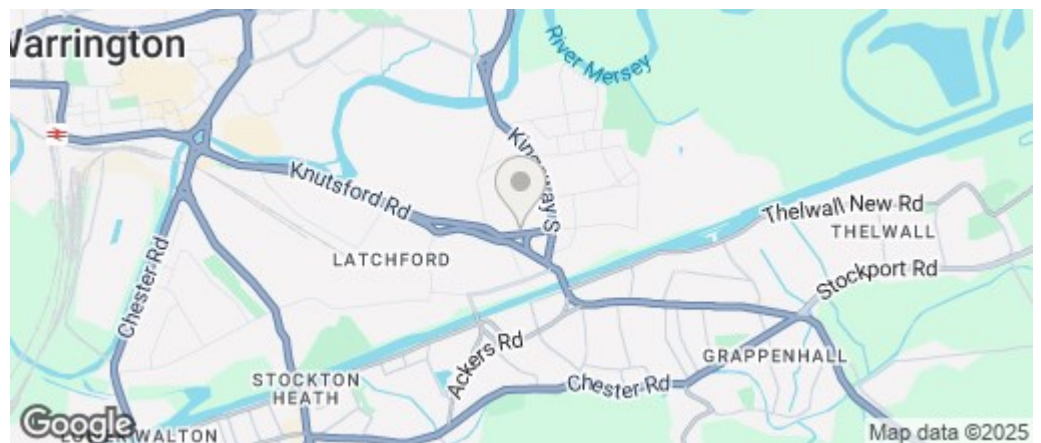 Warrington
River Mersey
Kingsway S
Knutsford Rd
Thelwall New Rd
THELWALL
LATCHFORD
Stockport Rd
Chester Rd
Ackers Rd
GRAPPENHALL
STOCKTON
HEATH
Chester Rd
Google
WALTON
Map data ©2025